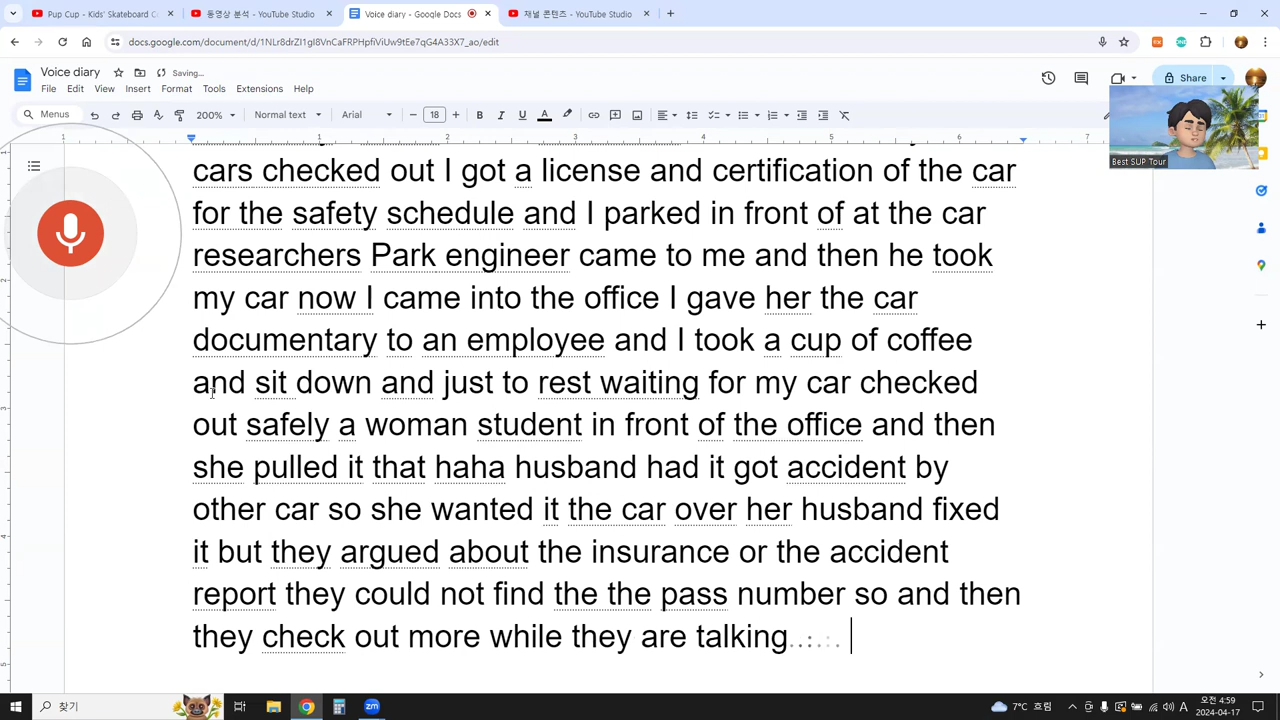 Pup Cup - Kids' Skateboard C
동영상 분석 - YouTube Studio
Voice diary - Google Docs
채널 콘텐츠 - YouTube Studio
docs.google.com/document/d/1NLr8drZI1gI8VnCaFRPHpfiViUw9tEe7qG4A33X7_ao/edit
Voice diary Saving...
File Edit View Insert Format Tools Extensions Help
Share
Menus 200% Normal text Arial 18 B I U A
1 1 2 3 4 5 6
Best SUP Tour
cars checked out I got a license and certification of the car
for the safety schedule and I parked in front of at the car
researchers Park engineer came to me and then he took
my car now I came into the office I gave her the car
documentary to an employee and I took a cup of coffee
and sit down and just to rest waiting for my car checked
out safely a woman student in front of the office and then
she pulled it that haha husband had it got accident by
other car so she wanted it the car over her husband fixed
it but they argued about the insurance or the accident
report they could not find the the pass number so and then
they check out more while they are talking
찾기
7°C 흐림
A
오전 4:59
2024-04-17